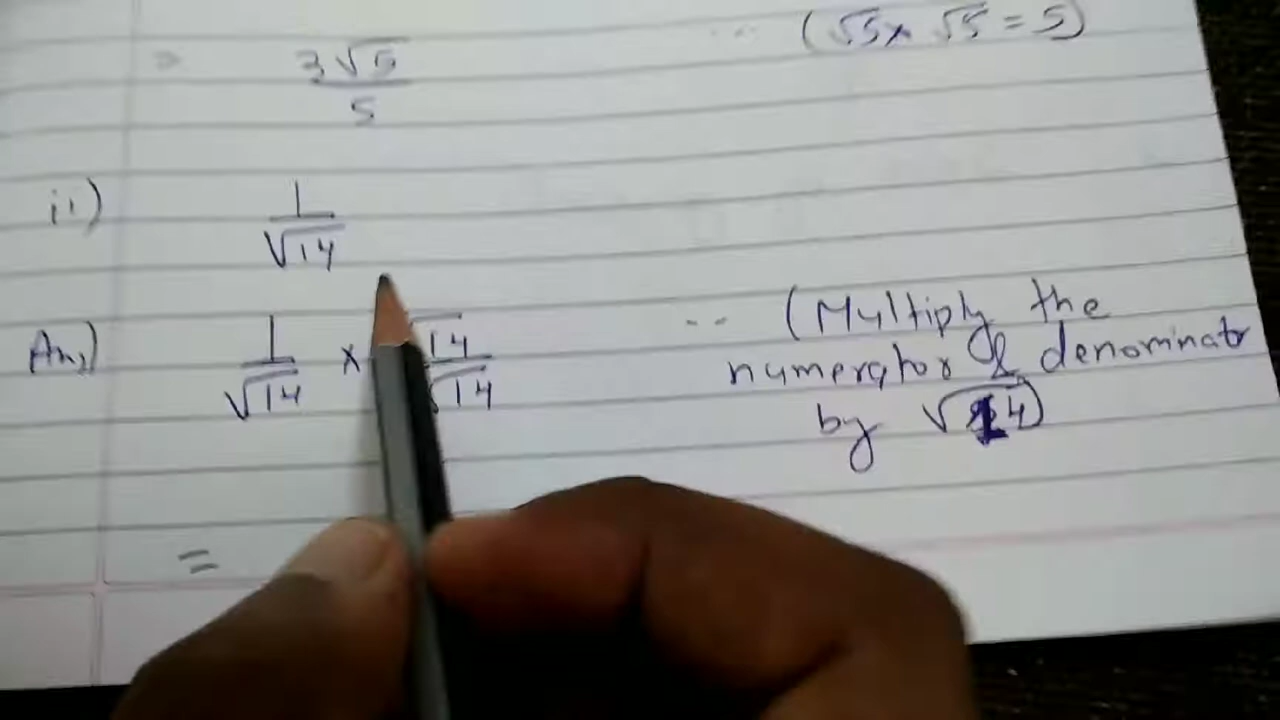 = 3√5 / 5 ... (√5 × √5 = 5)
ii) 1 / √14
Ans) 1 / √14 × √14 / √14 ... (Multiply the
numerator & denominator
by √14)
=